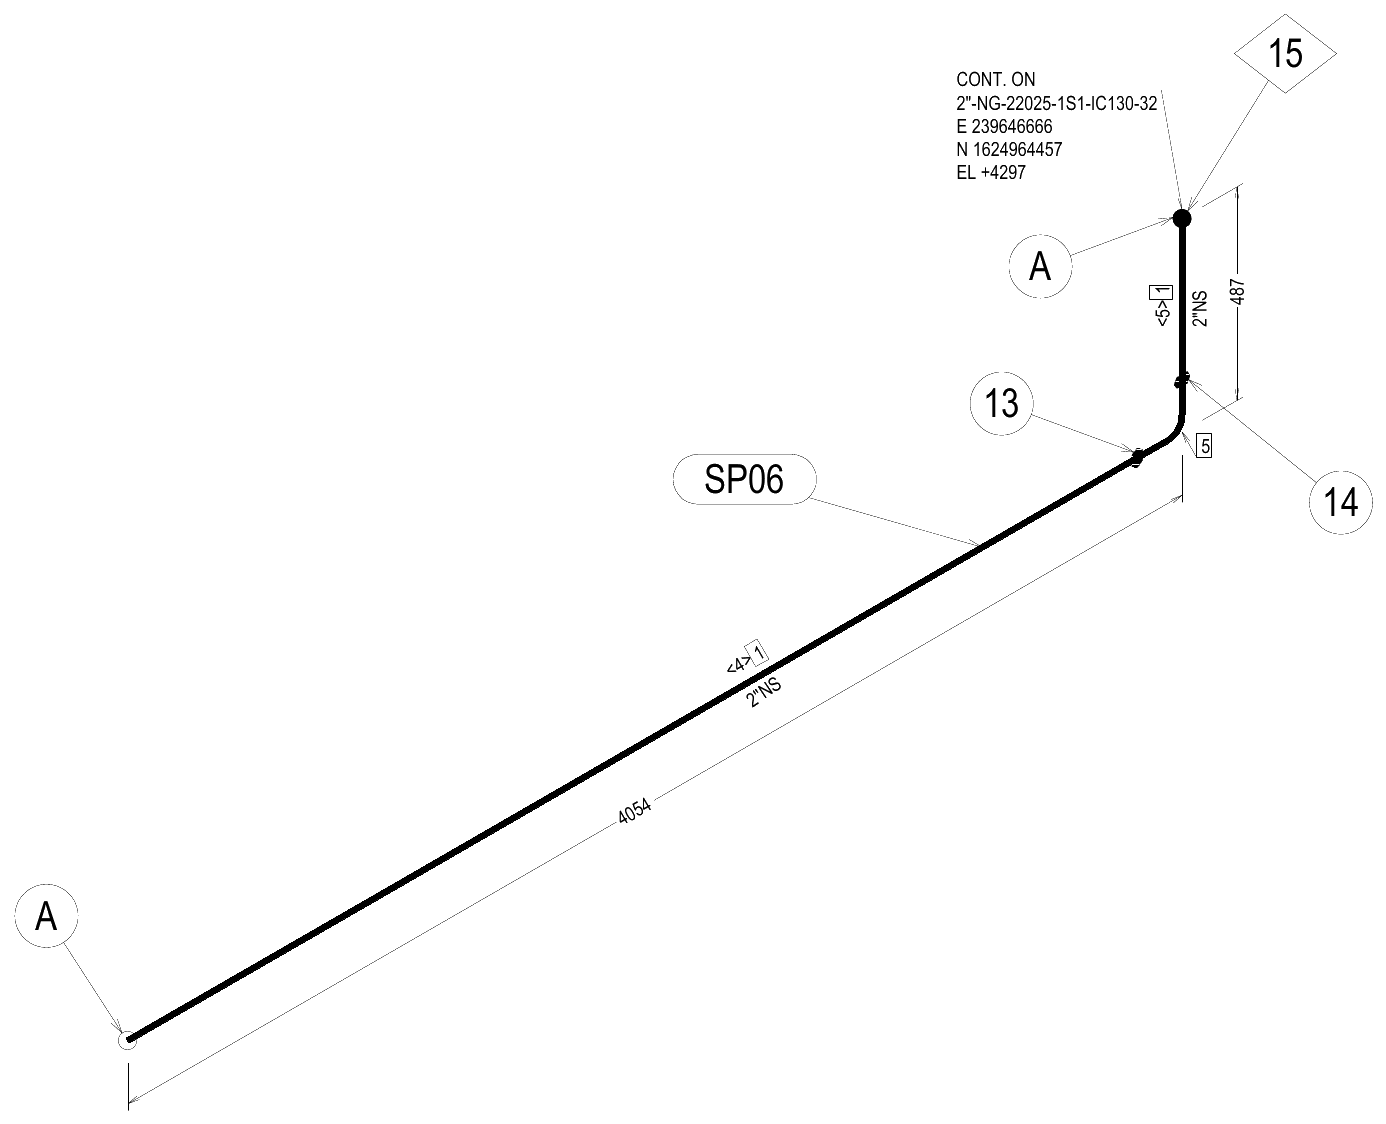 15
CONT. ON
2"-NG-22025-1S1-IC130-32
E 239646666
N 1624964457
EL +4297
A
<5> 1
2"NS
487
13
5
SP06
14
<4> 1
2"NS
4054
A